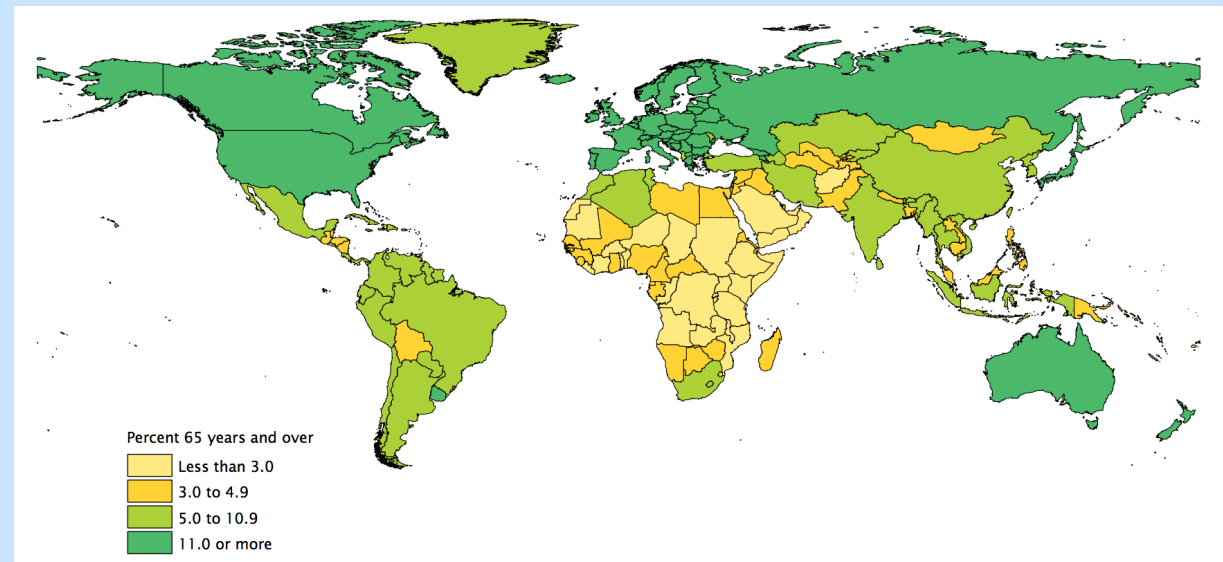 Percent 65 years and over
Less than 3.0
3.0 to 4.9
5.0 to 10.9
11.0 or more